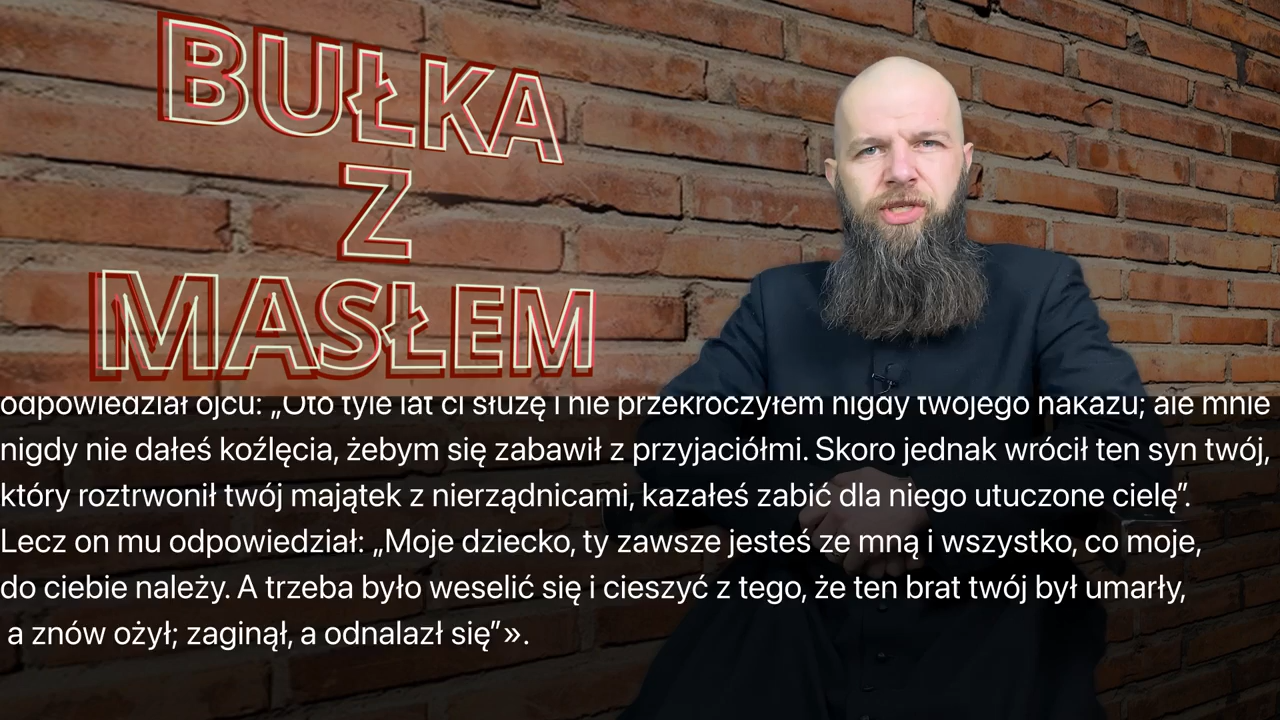 BUŁKA
Z
MASŁEM
odpowiedział ojcu: „Oto tyle lat ci służę i nie przekroczyłem nigdy twojego nakazu; ale mnie
nigdy nie dałeś koźlęcia, żebym się zabawił z przyjaciółmi. Skoro jednak wrócił ten syn twój,
który roztrwonił twój majątek z nierządnicami, kazałeś zabić dla niego utuczone cielę”.
Lecz on mu odpowiedział: „Moje dziecko, ty zawsze jesteś ze mną i wszystko, co moje,
do ciebie należy. A trzeba było weselić się i cieszyć z tego, że ten brat twój był umarły,
a znów ożył; zaginął, a odnalazł się”».